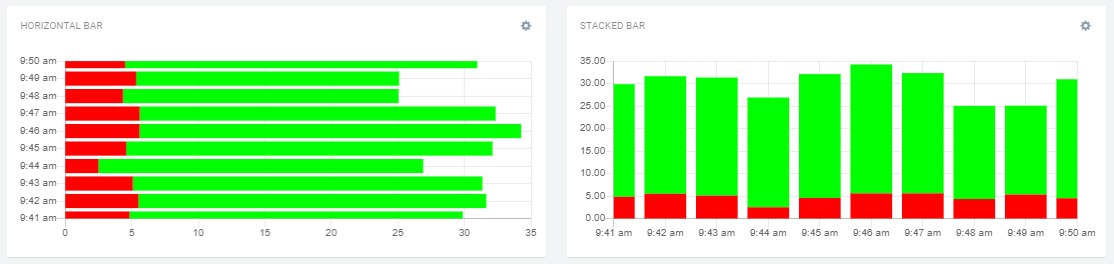 HORIZONTAL BAR
9:50 am
9:49 am
9:48 am
9:47 am
9:46 am
9:45 am
9:44 am
9:43 am
9:42 am
9:41 am
0 5 10 15 20 25 30 35
STACKED BAR
35.00
30.00
25.00
20.00
15.00
10.00
5.00
0.00
9:41 am 9:42 am 9:43 am 9:44 am 9:45 am 9:46 am 9:47 am 9:48 am 9:49 am 9:50 am